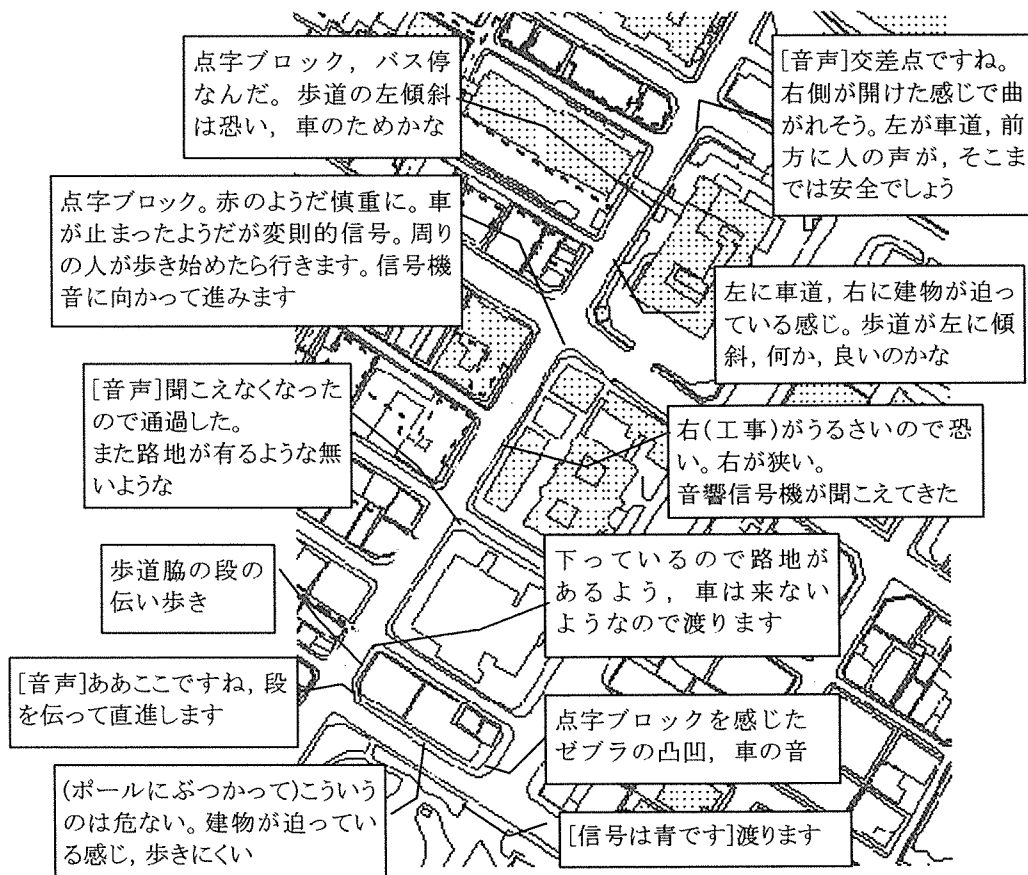 点字ブロック，バス停
なんだ。歩道の左傾斜
は恐い，車のためかな
[音声]交差点ですね。
右側が開けた感じで曲
がれそう。左が車道，前
方に人の声が，そこま
では安全でしょう
点字ブロック。赤のようだ慎重に。車
が止まったようだが変則的信号。周り
の人が歩き始めたら行きます。信号機
音に向かって進みます
左に車道，右に建物が迫っ
ている感じ。歩道が左に傾
斜，何か，良いのかな
[音声]聞こえなくなった
ので通過した。
また路地が有るような無
いような
右(工事)がうるさいので恐
い。右が狭い。
音響信号機が聞こえてきた
歩道脇の段の
伝い歩き
下っているので路地が
あるよう，車は来ない
ようなので渡ります
[音声]ああここですね，段
を伝って直進します
点字ブロックを感じた
ゼブラの凸凹，車の音
(ポールにぶつかって)こういう
のは危ない。建物が迫ってい
る感じ，歩きにくい
[信号は青です]渡ります